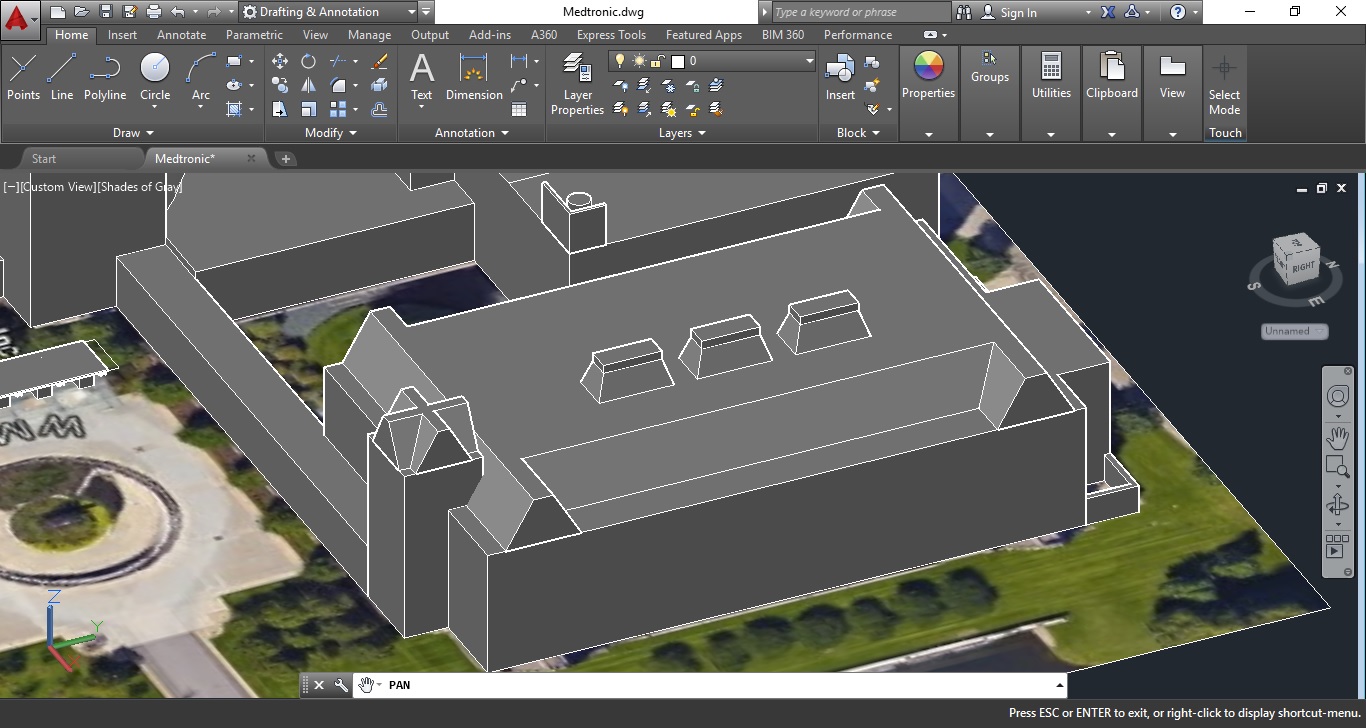 Drafting & Annotation
Medtronic.dwg
Type a keyword or phrase
Sign In
Home Insert Annotate Parametric View Manage Output Add-ins A360 Express Tools Featured Apps BIM 360 Performance
0
Points Line Polyline Circle Arc
Text Dimension
Layer
Properties
Insert
Properties
Groups
Utilities
Clipboard
View
Select
Mode
Draw Modify Annotation Layers Block Touch
Start Medtronic*
[−][Custom View][Shades of Gray]
RIGHT
N
S
E
Unnamed
Z
Y
PAN
Press ESC or ENTER to exit, or right-click to display shortcut-menu.